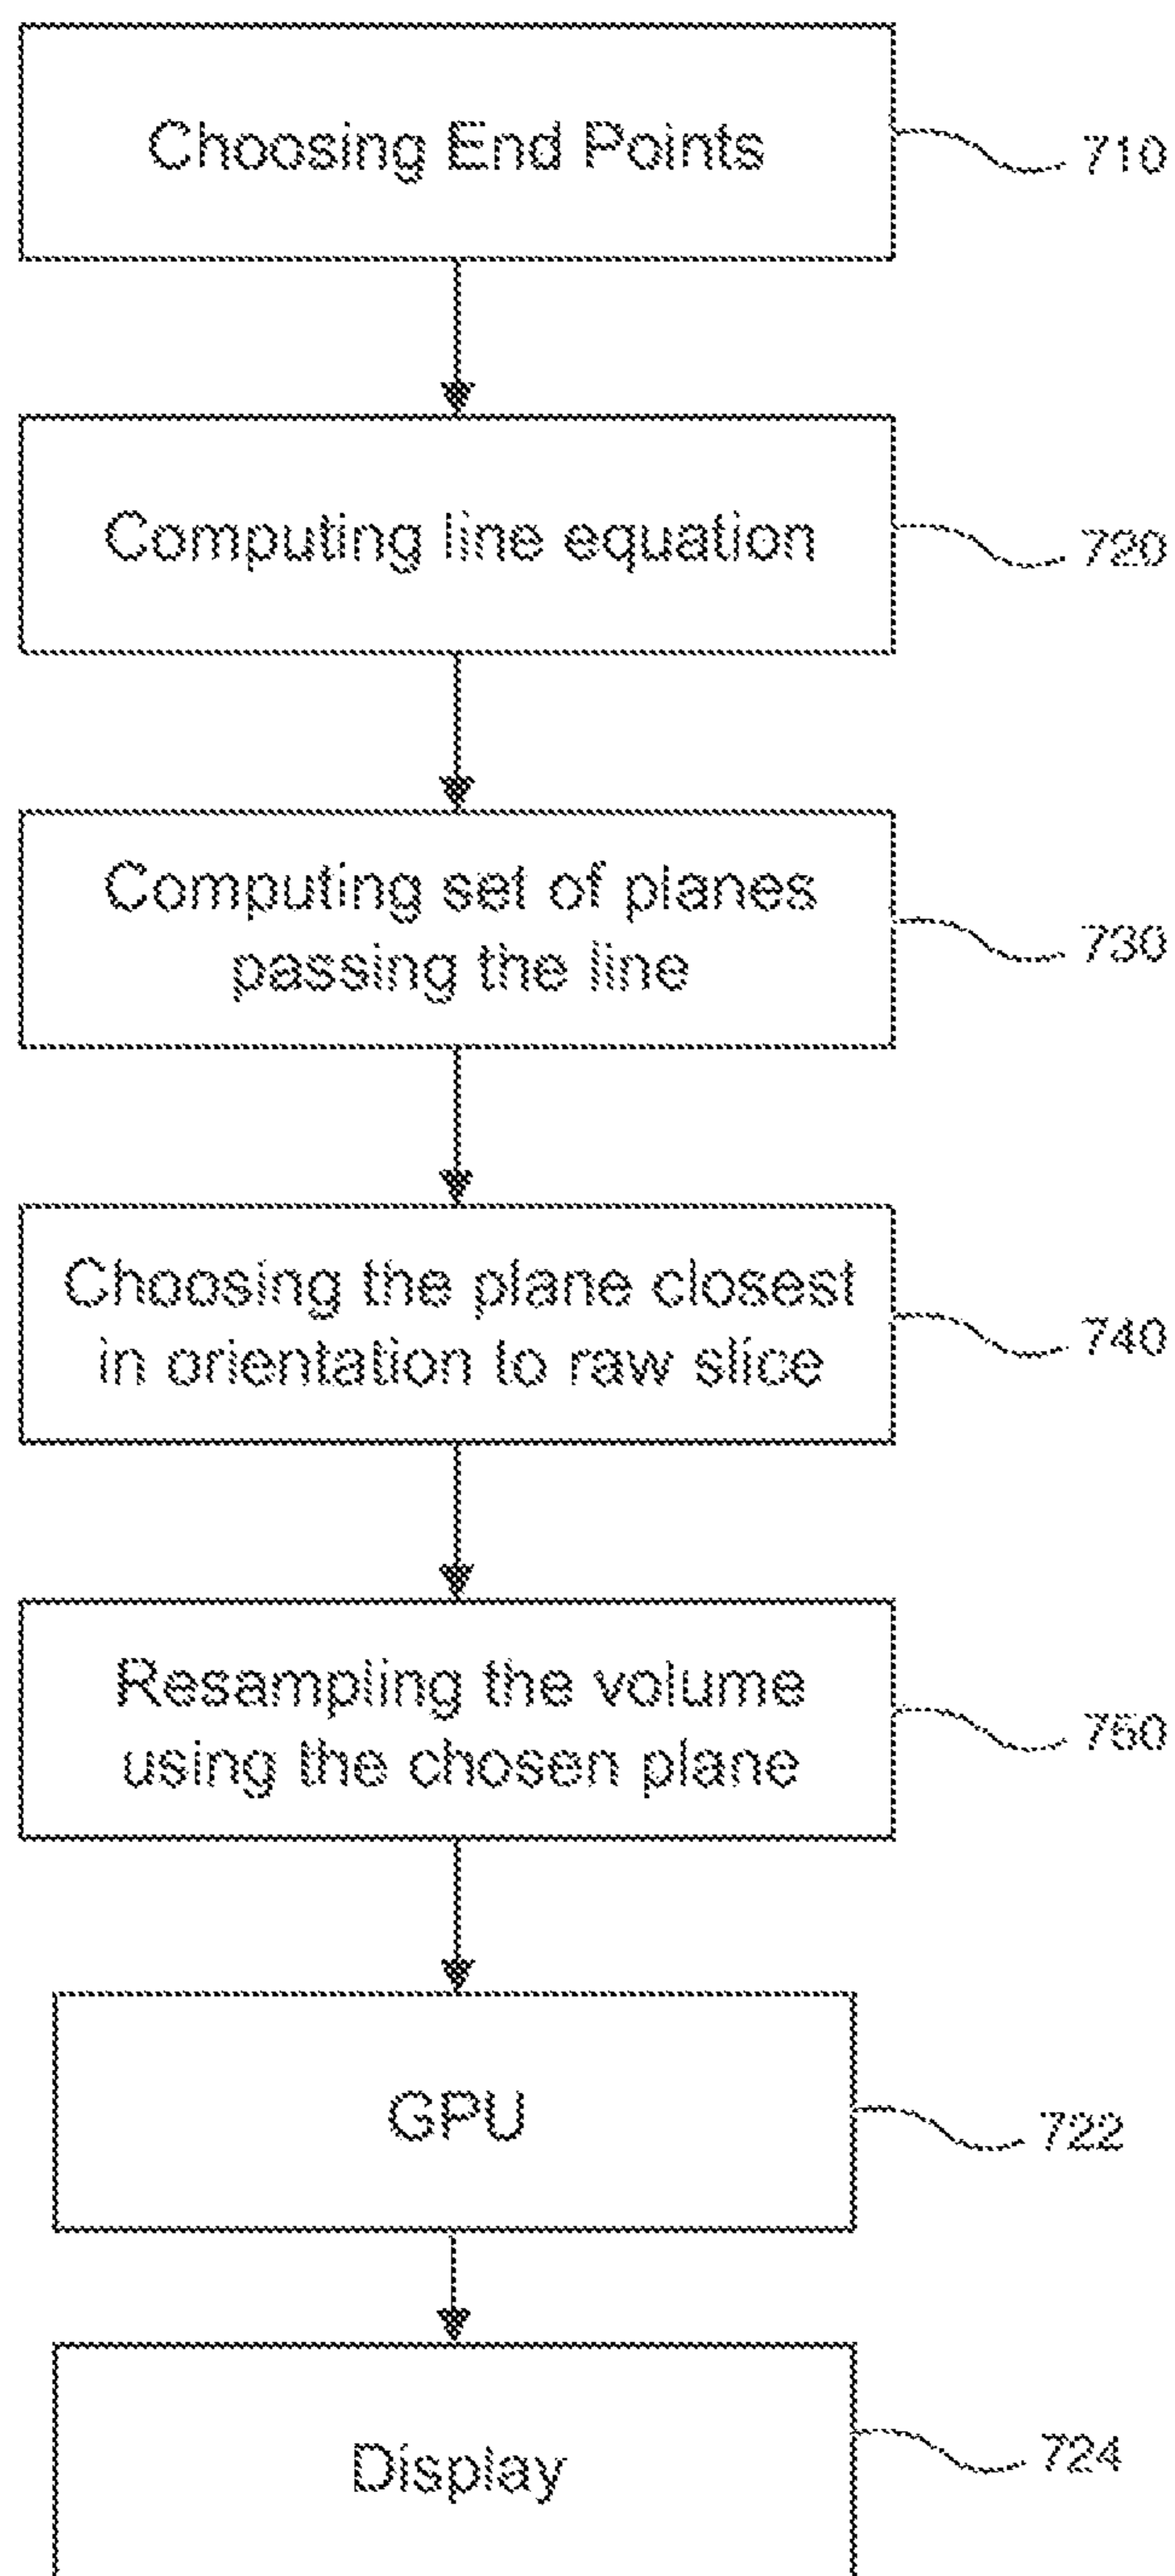 Choosing End Points
710
Computing line equation
720
Computing set of planes
passing the line
730
Choosing the plane closest
in orientation to raw slice
740
Resampling the volume
using the chosen plane
750
GPU
722
Display
724